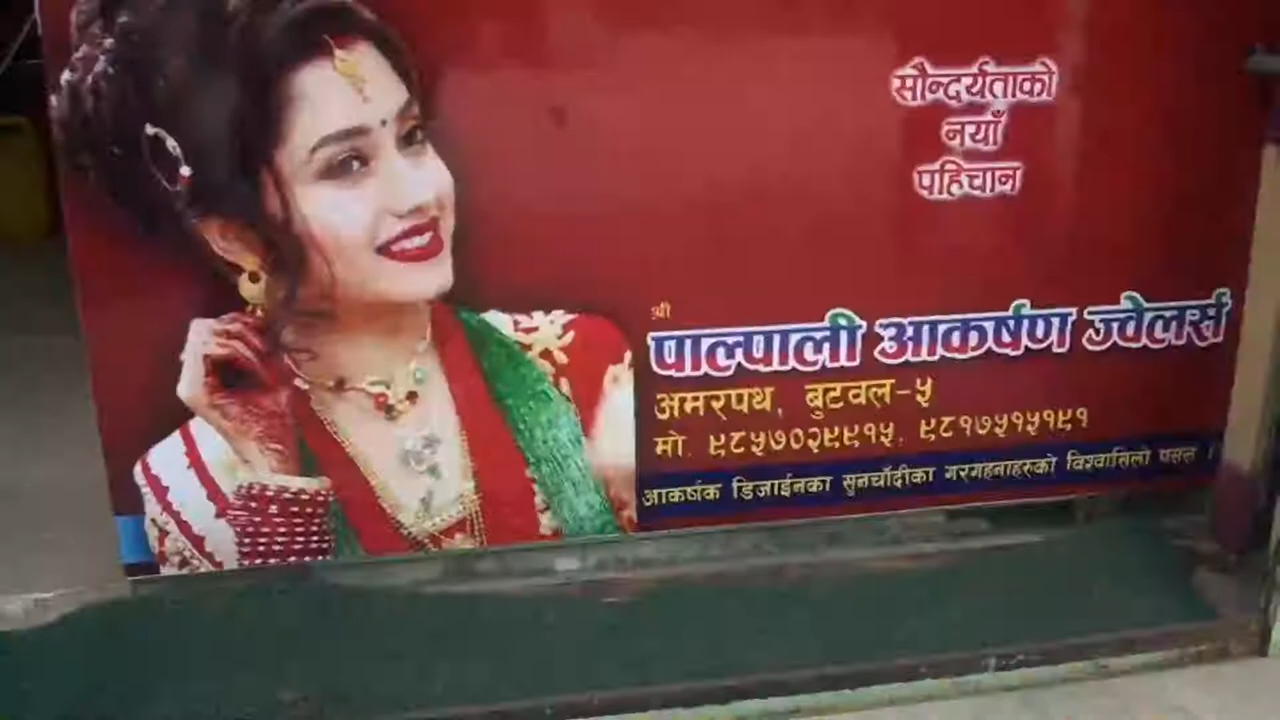 सौन्दर्यताको
नयाँ
पहिचान
श्री
पाल्पाली आकर्षण ज्वेलर्स
अमरपथ, बुटवल-५
मो. ९८५७०२९९१५, ९८१७५१५१९१
आकर्षक डिजाईनका सुनचाँदीका गरगहनाहरुको विश्वासिलो पसल ।